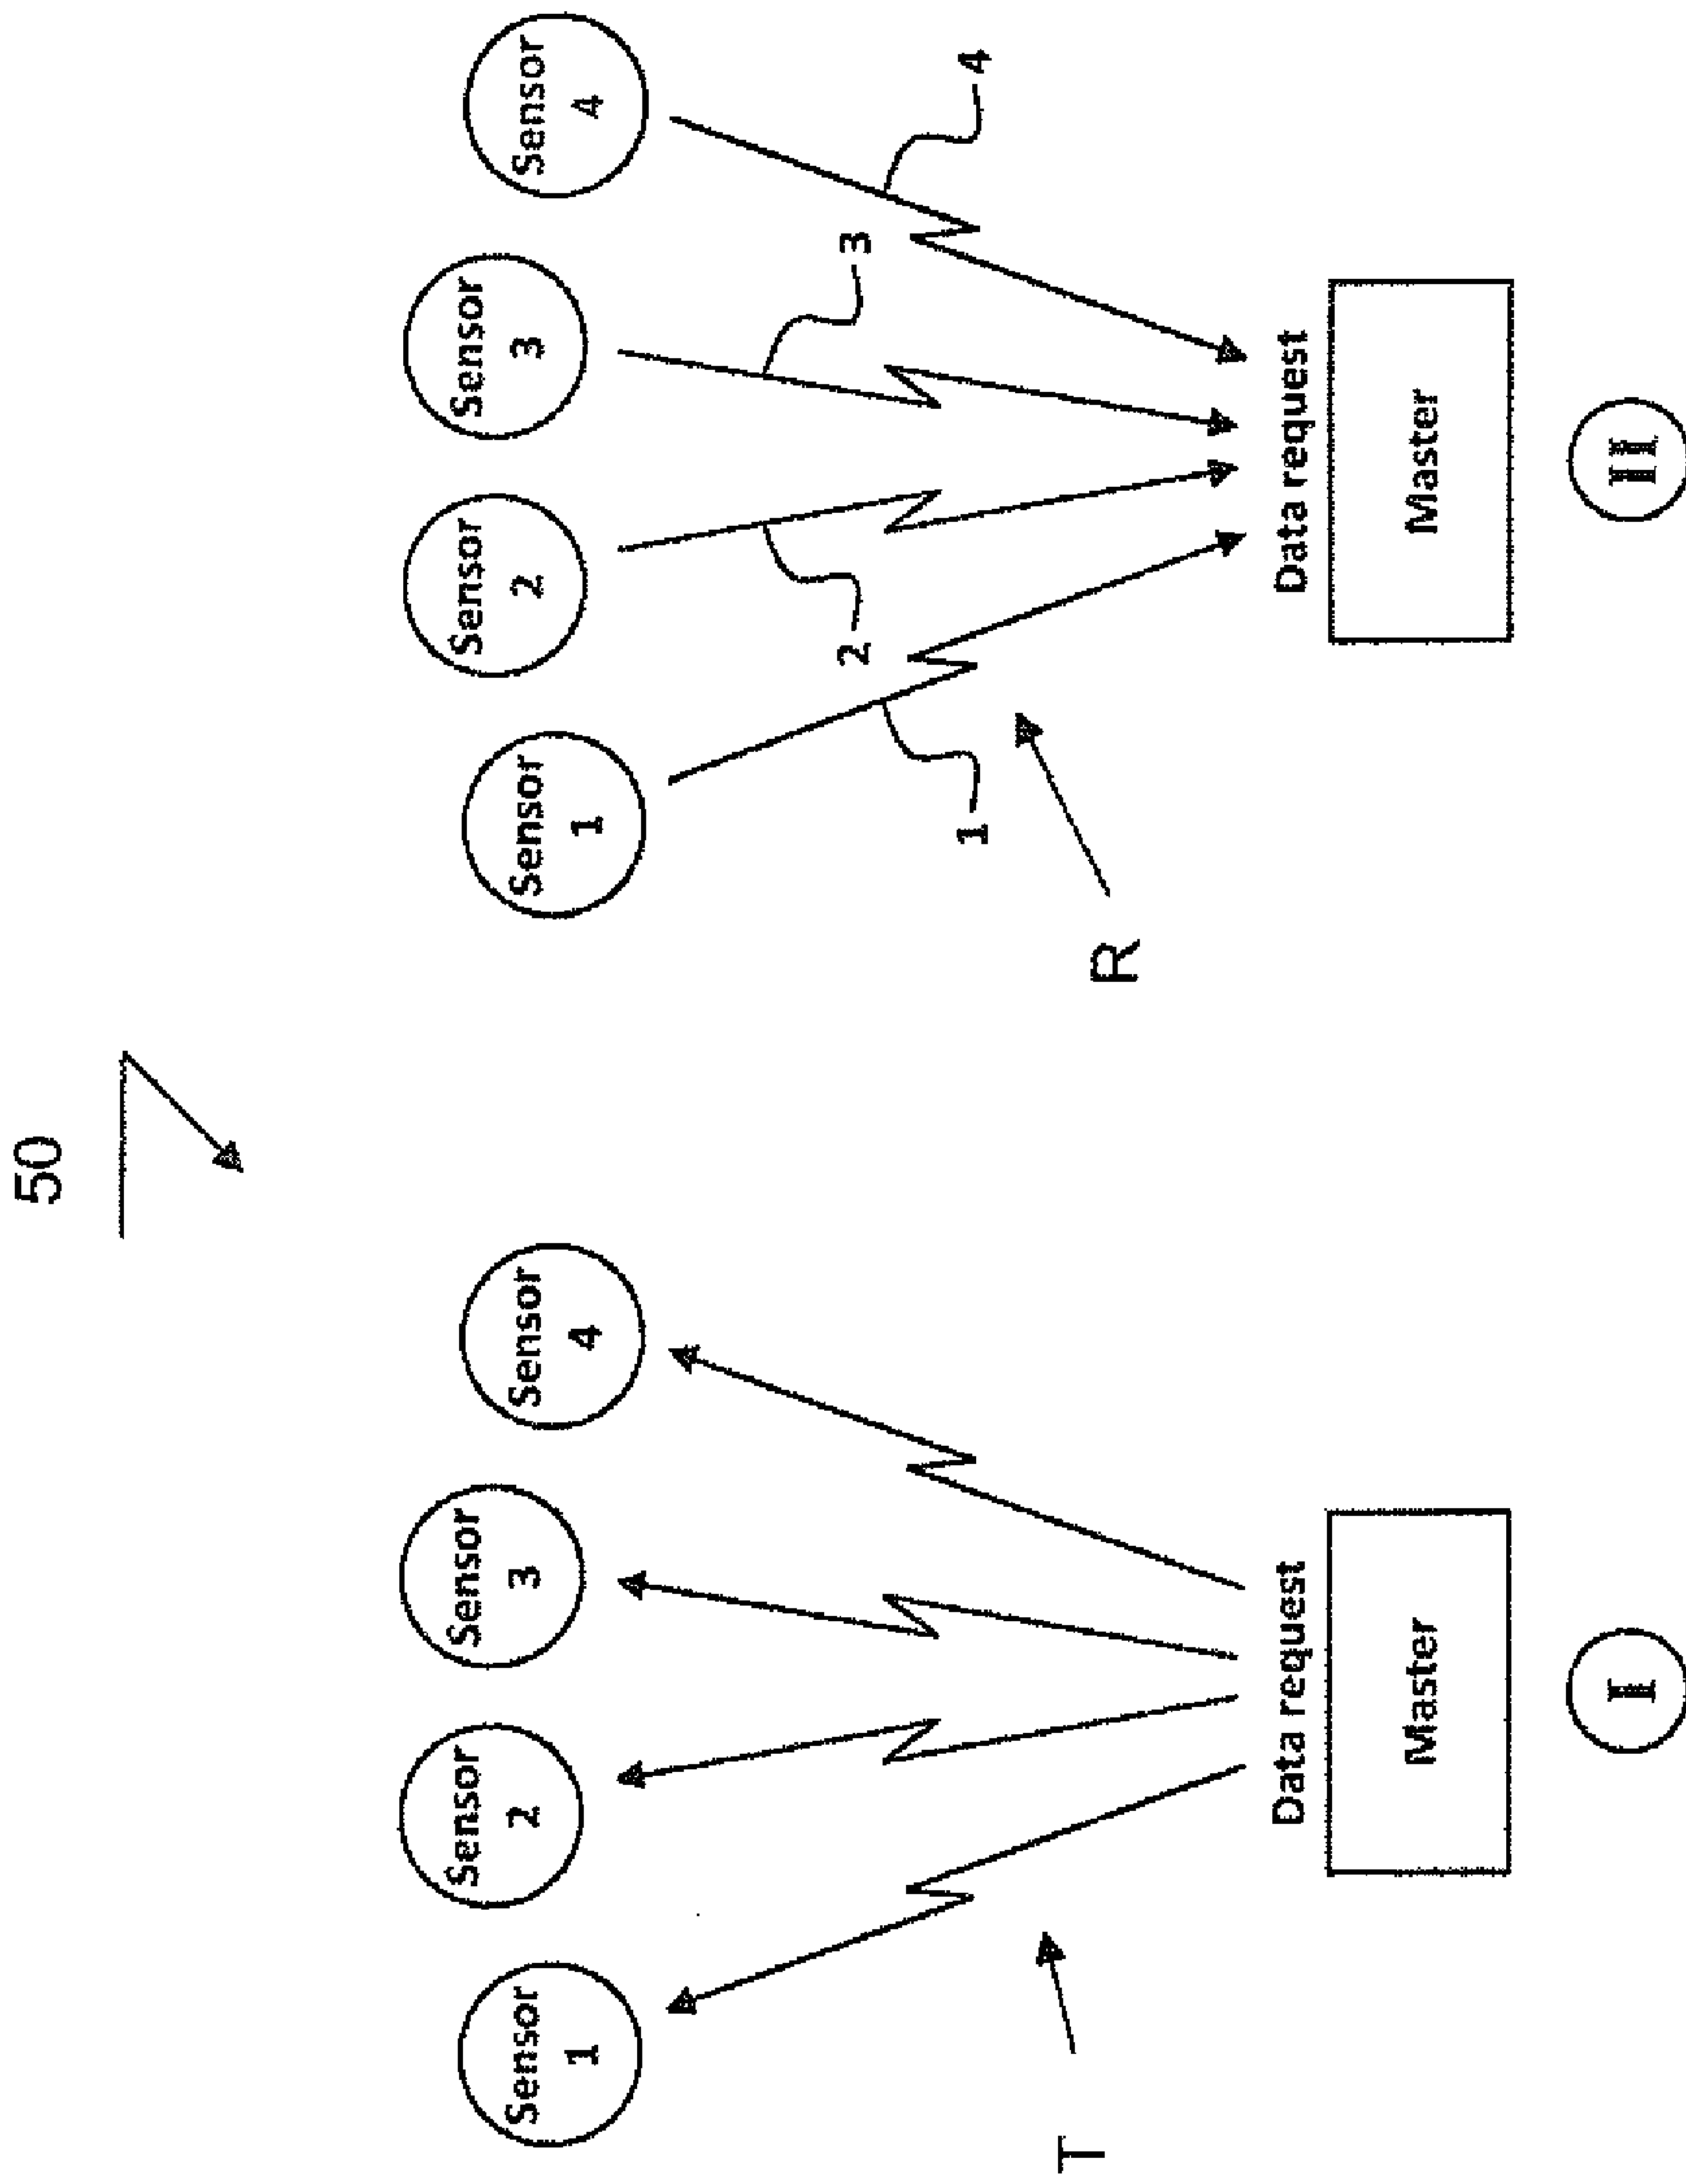 50
Sensor
1
Sensor
2
Sensor
3
Sensor
4
T
Data request
Master
I
Sensor
1
Sensor
2
Sensor
3
Sensor
4
1
2
3
4
R
Data request
Master
II